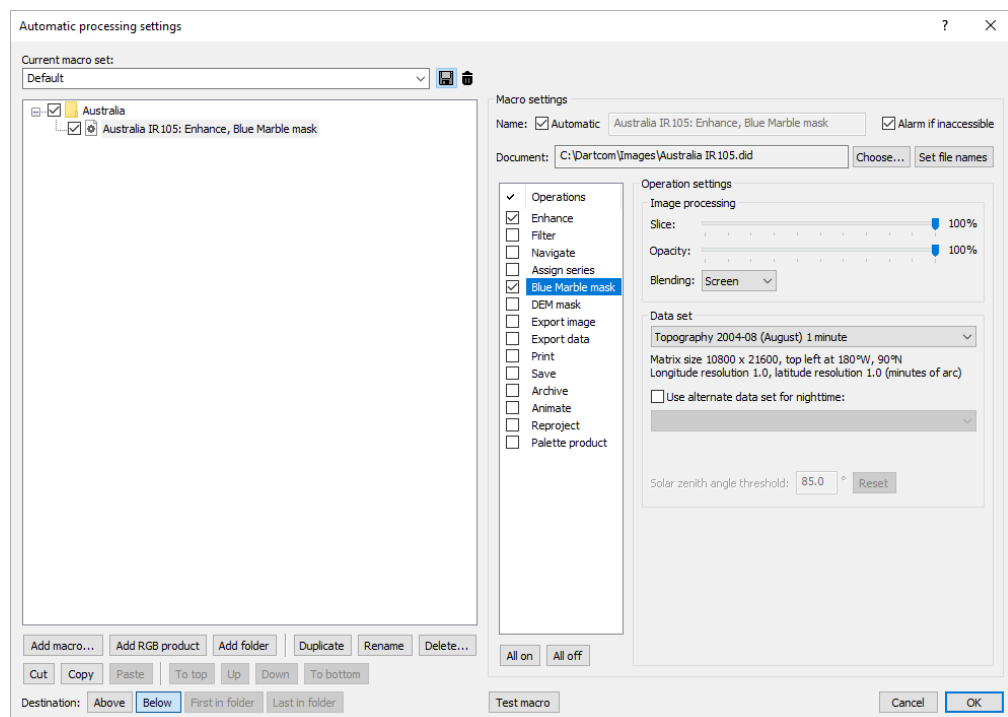 Automatic processing settings
?
Current macro set:
Default
Australia
Australia IR105: Enhance, Blue Marble mask
Macro settings
Name: Automatic Australia IR105: Enhance, Blue Marble mask Alarm if inaccessible
Document: C:\Dartcom\Images\Australia IR105.did Choose... Set file names
Operations
Enhance
Filter
Navigate
Assign series
Blue Marble mask
DEM mask
Export image
Export data
Print
Save
Archive
Animate
Reproject
Palette product
All on All off
Operation settings
Image processing
Slice: 100%
Opacity: 100%
Blending: Screen
Data set
Topography 2004-08 (August) 1 minute
Matrix size 10800 x 21600, top left at 180°W, 90°N
Longitude resolution 1.0, latitude resolution 1.0 (minutes of arc)
Use alternate data set for nighttime:
Solar zenith angle threshold: 85.0 ° Reset
Add macro... Add RGB product Add folder Duplicate Rename Delete...
Cut Copy Paste To top Up Down To bottom
Destination: Above Below First in folder Last in folder
Test macro Cancel OK